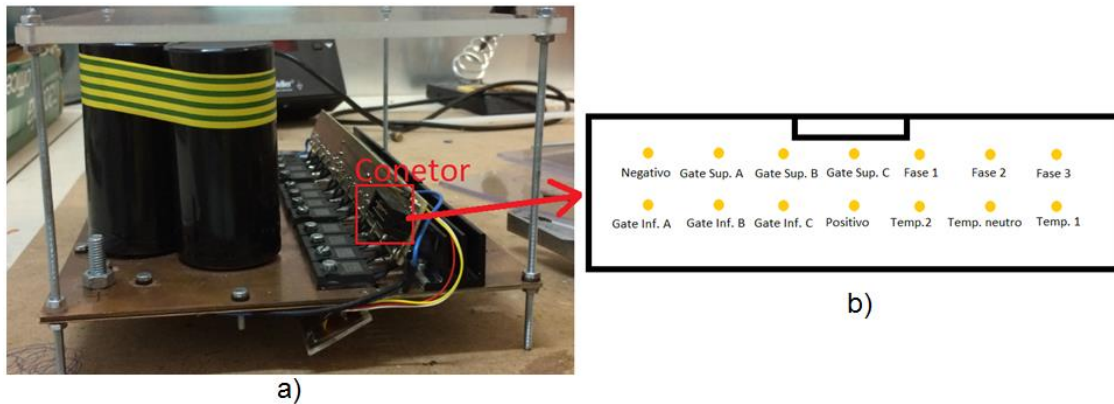 Conetor
Negativo Gate Sup. A Gate Sup. B Gate Sup. C Fase 1 Fase 2 Fase 3
Gate Inf. A Gate Inf. B Gate Inf. C Positivo Temp.2 Temp. neutro Temp. 1
a)
b)